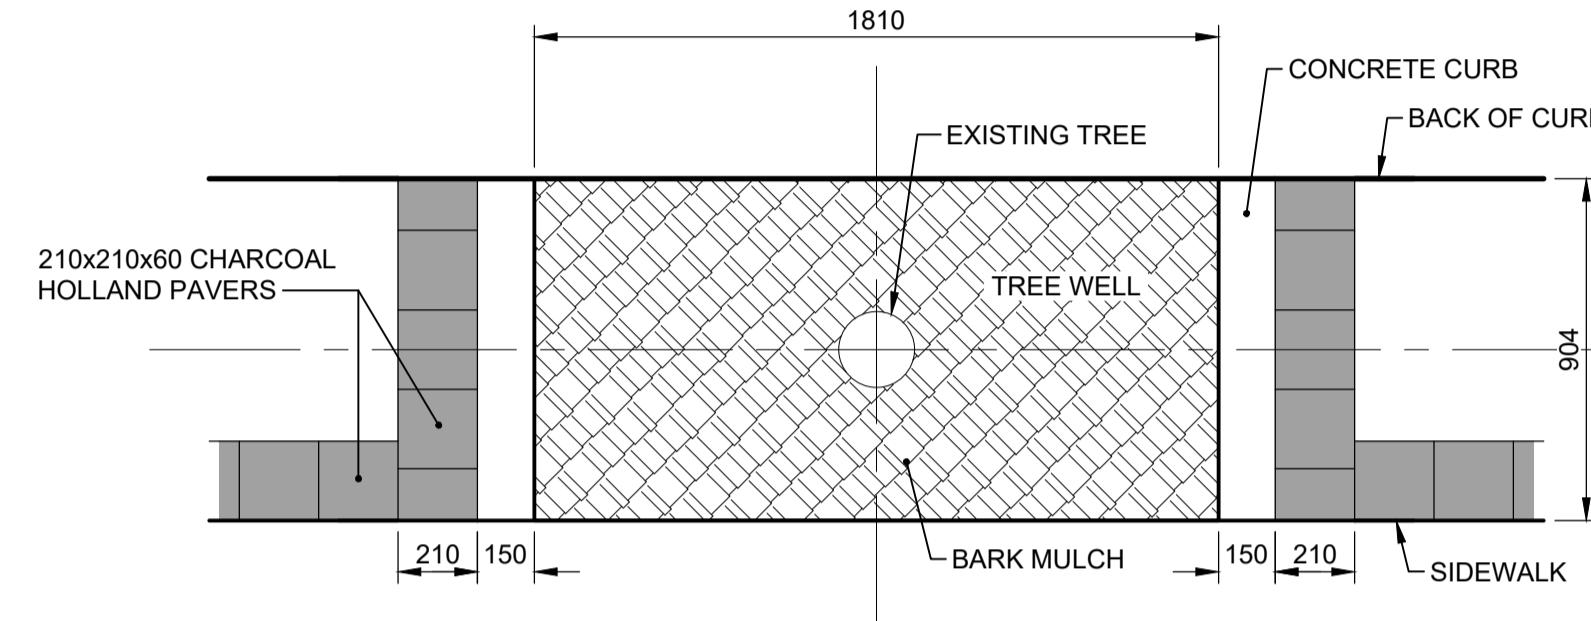 1810
CONCRETE CURB
BACK OF CUR
EXISTING TREE
210x210x60 CHARCOAL
HOLLAND PAVERS
TREE WELL
904
210
150
BARK MULCH
150
210
SIDEWALK